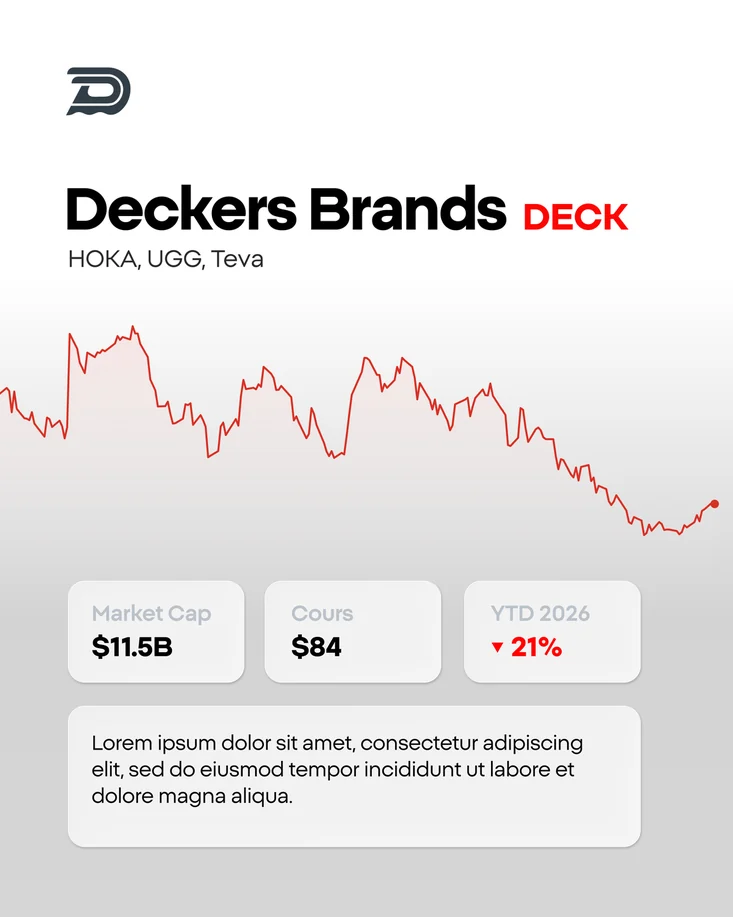 Deckers Brands DECK
HOKA, UGG, Teva
Market Cap
$11.5B
Cours
$84
YTD 2026
▼ 21%
Lorem ipsum dolor sit amet, consectetur adipiscing
elit, sed do eiusmod tempor incididunt ut labore et
dolore magna aliqua.